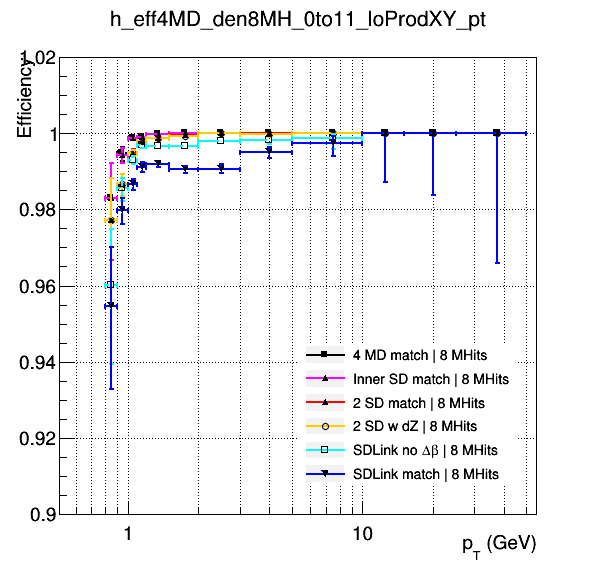 h_eff4MD_den8MH_0to11_loProdXY_pt
Efficiency
1.02
1
0.98
0.96
0.94
0.92
0.9
4 MD match | 8 MHits
Inner SD match | 8 MHits
2 SD match | 8 MHits
2 SD w dZ | 8 MHits
SDLink no Δβ | 8 MHits
SDLink match | 8 MHits
1 10
p_T (GeV)